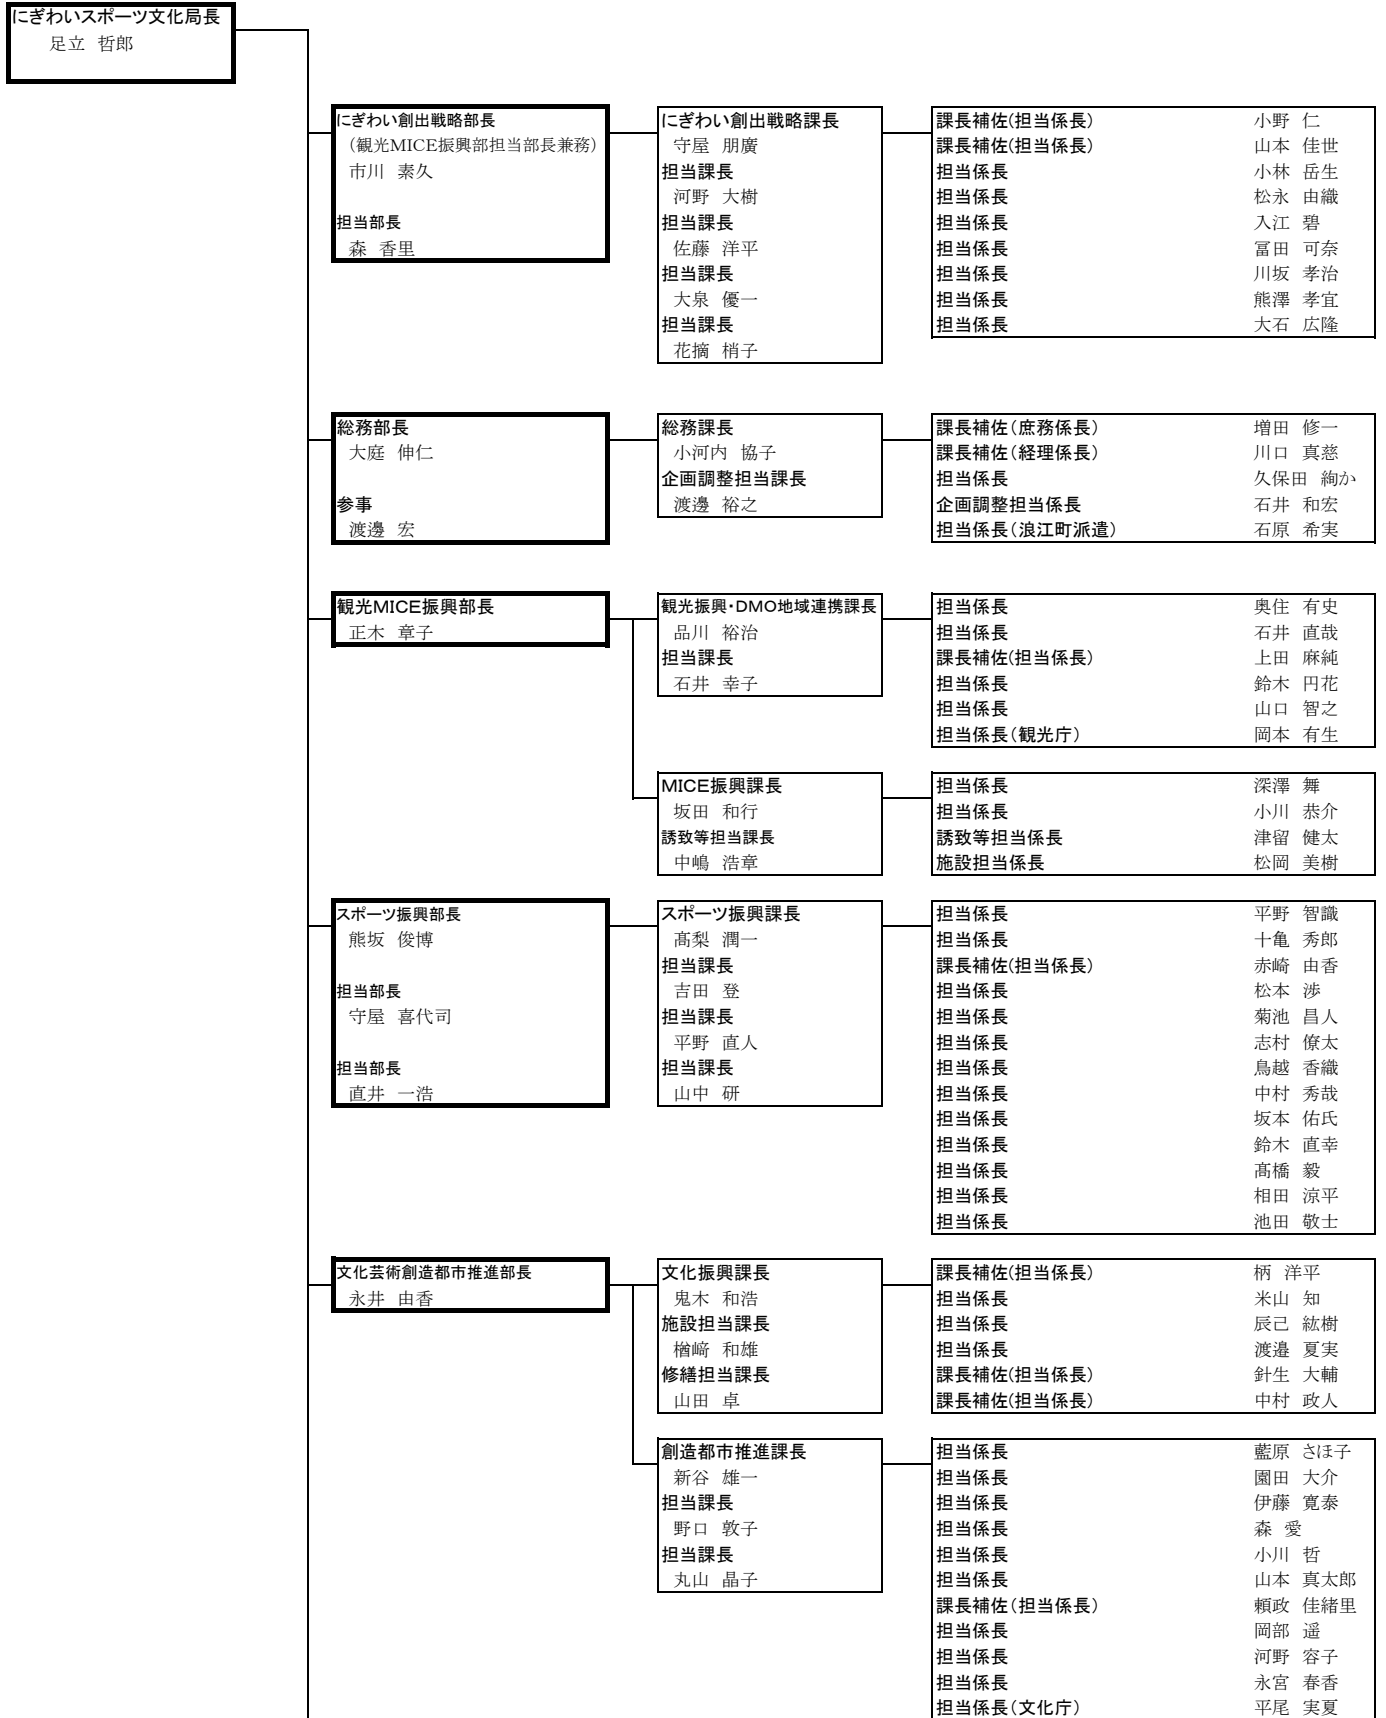 にぎわいスポーツ文化局長
足立 哲郎
にぎわい創出戦略部長
(観光MICE振興部担当部長兼務)
市川 素久
担当部長
森 香里
にぎわい創出戦略課長
守屋 朋廣
担当課長
河野 大樹
担当課長
佐藤 洋平
担当課長
大泉 優一
担当課長
花摘 梢子
課長補佐(担当係長) 小野 仁
課長補佐(担当係長) 山本 佳世
担当係長 小林 岳生
担当係長 松永 由織
担当係長 入江 碧
担当係長 冨田 可奈
担当係長 川坂 孝治
担当係長 熊澤 孝宜
担当係長 大石 広隆
総務部長
大庭 伸仁
参事
渡邊 宏
総務課長
小河内 協子
企画調整担当課長
渡邊 裕之
課長補佐(庶務係長) 増田 修一
課長補佐(経理係長) 川口 真慈
担当係長 久保田 絢か
企画調整担当係長 石井 和宏
担当係長(浪江町派遣) 石原 希実
観光MICE振興部長
正木 章子
観光振興・DMO地域連携課長
品川 裕治
担当課長
石井 幸子
担当係長 奥住 有史
担当係長 石井 直哉
課長補佐(担当係長) 上田 麻純
担当係長 鈴木 円花
担当係長 山口 智之
担当係長(観光庁) 岡本 有生
MICE振興課長
坂田 和行
誘致等担当課長
中嶋 浩章
担当係長 深澤 舞
担当係長 小川 恭介
誘致等担当係長 津留 健太
施設担当係長 松岡 美樹
スポーツ振興部長
熊坂 俊博
担当部長
守屋 喜代司
担当部長
直井 一浩
スポーツ振興課長
髙梨 潤一
担当課長
吉田 登
担当課長
平野 直人
担当課長
山中 研
担当係長 平野 智識
担当係長 十亀 秀郎
課長補佐(担当係長) 赤崎 由香
担当係長 松本 渉
担当係長 菊池 昌人
担当係長 志村 僚太
担当係長 鳥越 香織
担当係長 中村 秀哉
担当係長 坂本 佑氏
担当係長 鈴木 直幸
担当係長 髙橋 毅
担当係長 相田 涼平
担当係長 池田 敬士
文化芸術創造都市推進部長
永井 由香
文化振興課長
鬼木 和浩
施設担当課長
楢﨑 和雄
修繕担当課長
山田 卓
課長補佐(担当係長) 柄 洋平
担当係長 米山 知
担当係長 辰己 紘樹
担当係長 渡邉 夏実
課長補佐(担当係長) 針生 大輔
課長補佐(担当係長) 中村 政人
創造都市推進課長
新谷 雄一
担当課長
野口 敦子
担当課長
丸山 晶子
担当係長 藍原 さほ子
担当係長 園田 大介
担当係長 伊藤 寛泰
担当係長 森 愛
担当係長 小川 哲
担当係長 山本 真太郎
課長補佐(担当係長) 頼政 佳緒里
担当係長 岡部 遥
担当係長 河野 容子
担当係長 永宮 春香
担当係長(文化庁) 平尾 実夏